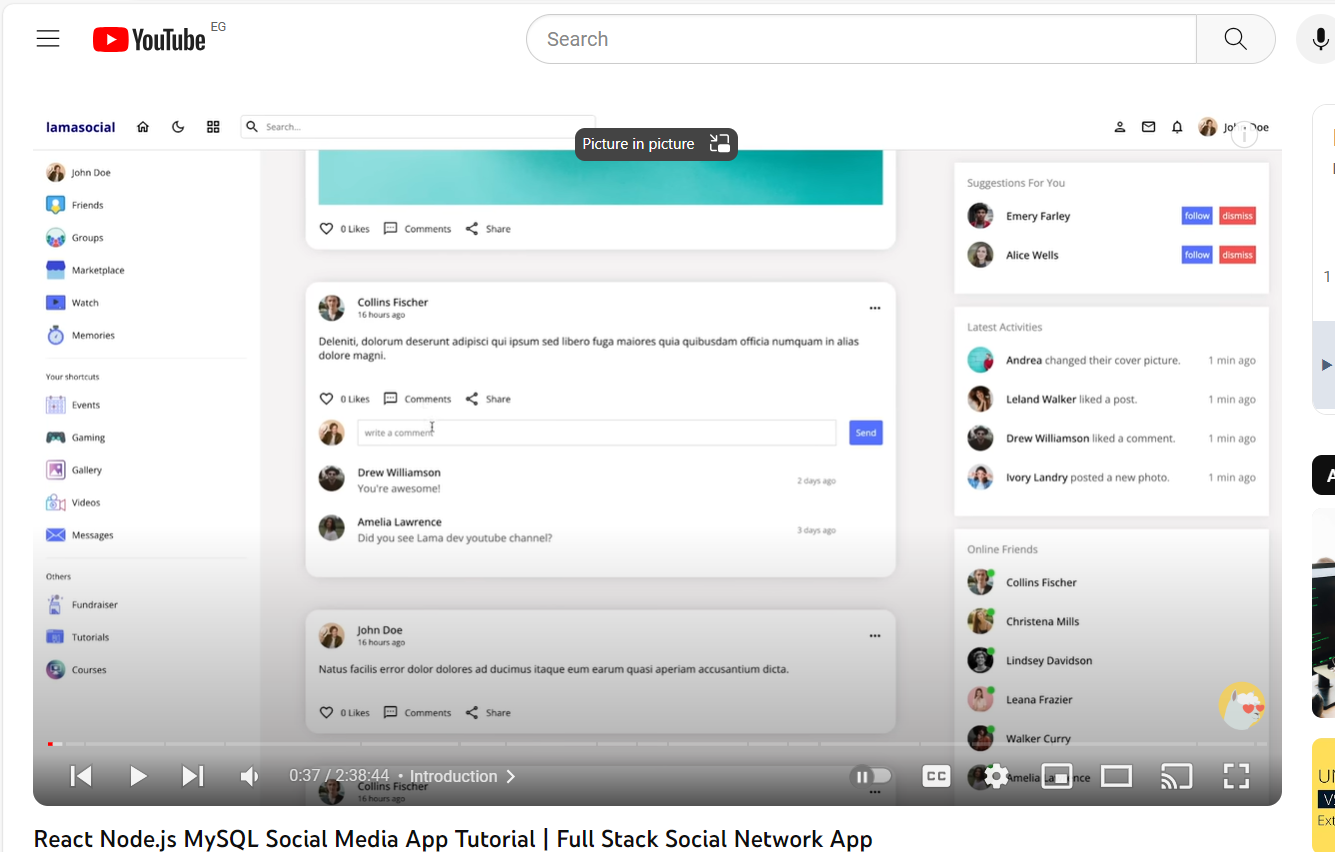 YouTube EG
Search
lamasocial
Search...
Picture in picture
John Doe
Friends
Groups
Marketplace
Watch
Memories
Your shortcuts
Events
Gaming
Gallery
Videos
Messages
Others
Fundraiser
Tutorials
Courses
0 Likes Comments Share
Collins Fischer
16 hours ago
Deleniti, dolorum deserunt adipisci qui ipsum sed libero fuga maiores quia quibusdam officia numquam in alias
dolore magni.
0 Likes Comments Share
write a comment
Send
Drew Williamson
You're awesome!
2 days ago
Amelia Lawrence
Did you see Lama dev youtube channel?
3 days ago
John Doe
16 hours ago
Natus facilis error dolor dolores ad ducimus itaque eum earum quasi aperiam accusantium dicta.
0 Likes Comments Share
Collins Fischer
16 hours ago
Suggestions For You
Emery Farley follow dismiss
Alice Wells follow dismiss
Latest Activities
Andrea changed their cover picture. 1 min ago
Leland Walker liked a post. 1 min ago
Drew Williamson liked a comment. 1 min ago
Ivory Landry posted a new photo. 1 min ago
Online Friends
Collins Fischer
Christena Mills
Lindsey Davidson
Leana Frazier
Walker Curry
0:37 / 2:38:44 • Introduction
CC
React Node.js MySQL Social Media App Tutorial | Full Stack Social Network App
1